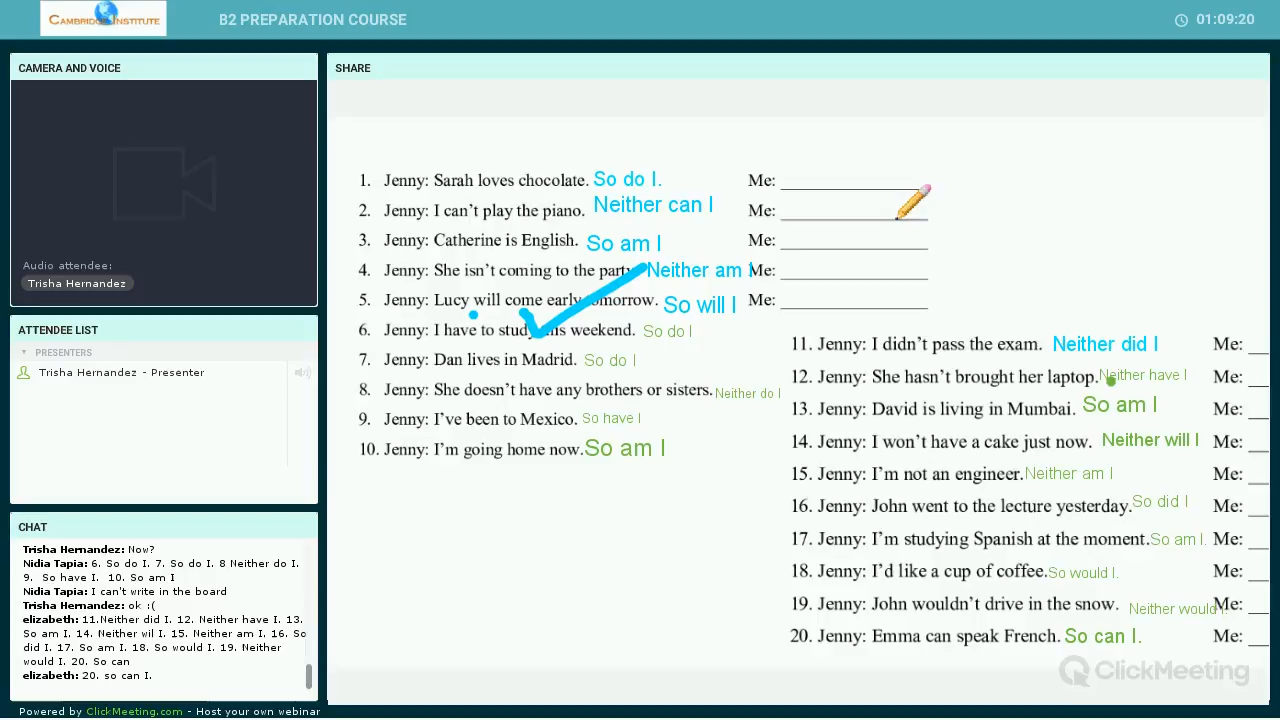 CAMBRIDGE INSTITUTE
B2 PREPARATION COURSE
01:09:20
CAMERA AND VOICE
Audio attendee:
Trisha Hernandez
ATTENDEE LIST
PRESENTERS
Trisha Hernandez - Presenter
CHAT
Trisha Hernandez: Now?
Nidia Tapia: 6. So do I. 7. So do I. 8 Neither do I.
9. So have I. 10. So am I
Nidia Tapia: I can't write in the board
Trisha Hernandez: ok :(
elizabeth: 11.Neither did I. 12. Neither have I. 13.
So am I. 14. Neither wil I. 15. Neither am I. 16. So
did I. 17. So am I. 18. So would I. 19. Neither
would I. 20. So can
elizabeth: 20. so can I.
Powered by ClickMeeting.com - Host your own webinar
SHARE
1. Jenny: Sarah loves chocolate. So do I. Me:
2. Jenny: I can't play the piano. Neither can I Me:
3. Jenny: Catherine is English. So am I Me:
4. Jenny: She isn't coming to the party. Neither am I Me:
5. Jenny: Lucy will come early tomorrow. So will I Me:
6. Jenny: I have to study this weekend. So do I
7. Jenny: Dan lives in Madrid. So do I
8. Jenny: She doesn't have any brothers or sisters. Neither do I
9. Jenny: I've been to Mexico. So have I
10. Jenny: I'm going home now. So am I
11. Jenny: I didn't pass the exam. Neither did I Me:
12. Jenny: She hasn't brought her laptop. Neither have I Me:
13. Jenny: David is living in Mumbai. So am I Me:
14. Jenny: I won't have a cake just now. Neither will I Me:
15. Jenny: I'm not an engineer. Neither am I Me:
16. Jenny: John went to the lecture yesterday. So did I Me:
17. Jenny: I'm studying Spanish at the moment. So am I. Me:
18. Jenny: I'd like a cup of coffee. So would I. Me:
19. Jenny: John wouldn't drive in the snow. Neither would I. Me:
20. Jenny: Emma can speak French. So can I. Me:
ClickMeeting